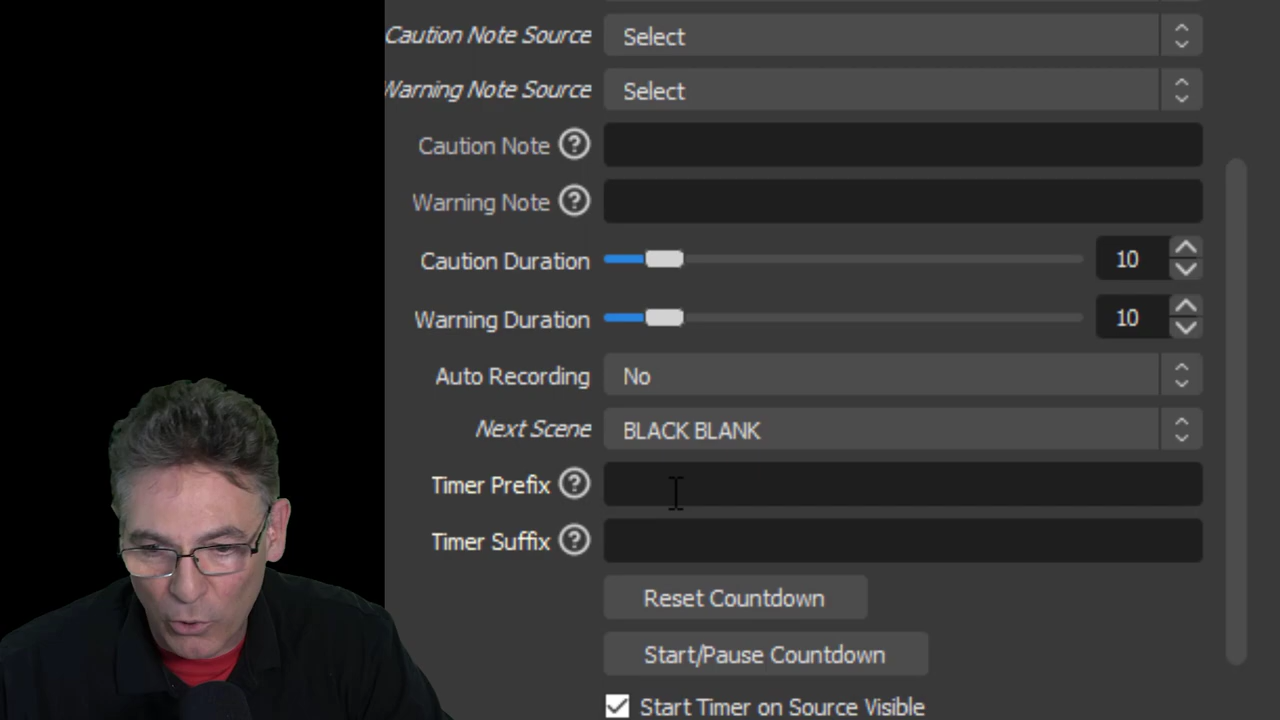 Caution Note Source Select
Warning Note Source Select
Caution Note ?
Warning Note ?
Caution Duration 10
Warning Duration 10
Auto Recording No
Next Scene BLACK BLANK
Timer Prefix ?
Timer Suffix ?
Reset Countdown
Start/Pause Countdown
Start Timer on Source Visible